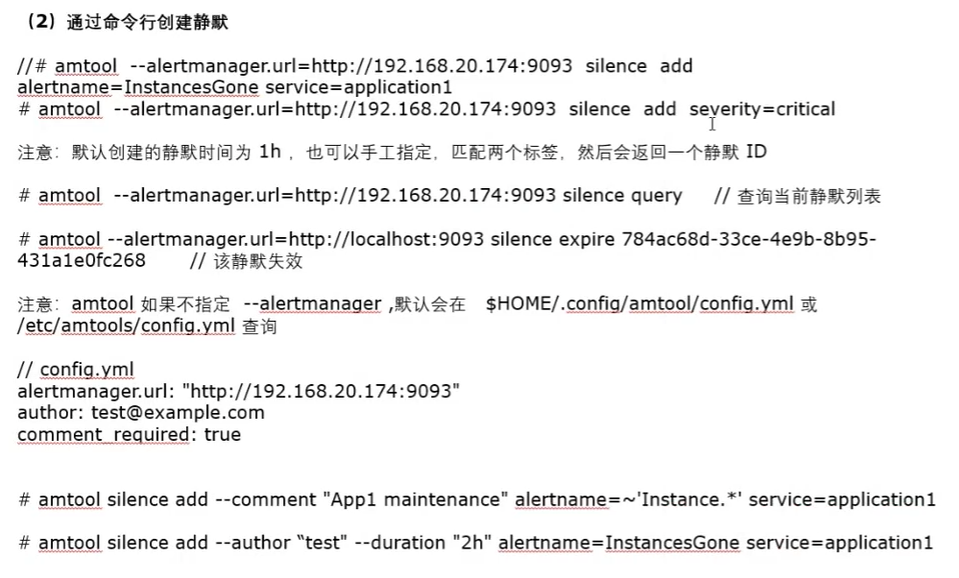 （2）通过命令行创建静默
//# amtool --alertmanager.url=http://192.168.20.174:9093 silence add
alertname=InstancesGone service=application1
# amtool --alertmanager.url=http://192.168.20.174:9093 silence add severity=critical
注意：默认创建的静默时间为 1h ，也可以手工指定，匹配两个标签，然后会返回一个静默 ID
# amtool --alertmanager.url=http://192.168.20.174:9093 silence query // 查询当前静默列表
# amtool --alertmanager.url=http://localhost:9093 silence expire 784ac68d-33ce-4e9b-8b95-
431a1e0fc268 // 该静默失效
注意：amtool 如果不指定 --alertmanager ,默认会在 $HOME/.config/amtool/config.yml 或
/etc/amtools/config.yml 查询
// config.yml
alertmanager.url: "http://192.168.20.174:9093"
author: test@example.com
comment_required: true
# amtool silence add --comment "App1 maintenance" alertname=~'Instance.*' service=application1
# amtool silence add --author “test" --duration "2h" alertname=InstancesGone service=application1